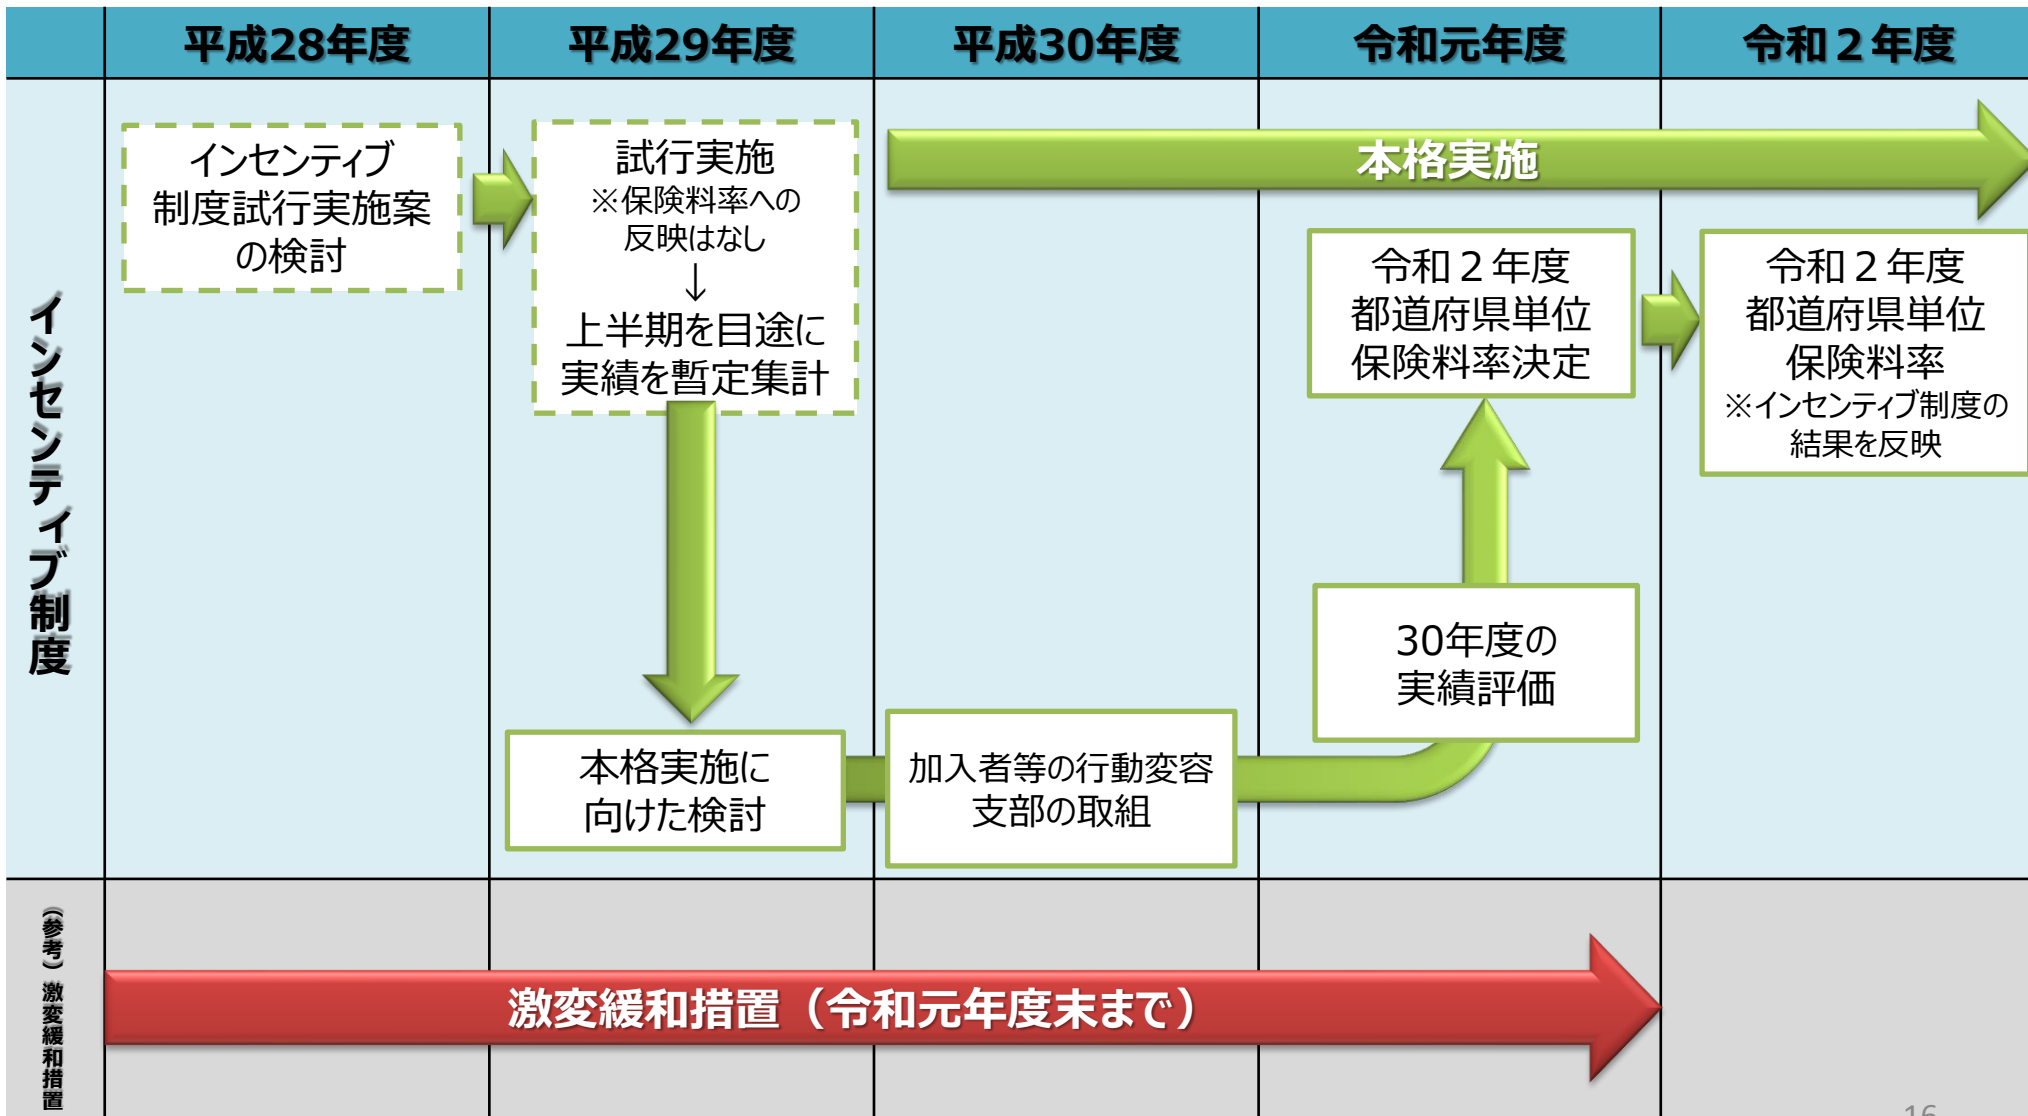 平成28年度
平成29年度
平成30年度
令和元年度
令和２年度
インセンティブ制度
インセンティブ
制度試行実施案
の検討
試行実施
※保険料率への
反映はなし
↓
上半期を目途に
実績を暫定集計
本格実施に
向けた検討
本格実施
加入者等の行動変容
支部の取組
令和２年度
都道府県単位
保険料率決定
30年度の
実績評価
令和２年度
都道府県単位
保険料率
※インセンティブ制度の
結果を反映
（参考）激変緩和措置
激変緩和措置（令和元年度末まで）
16